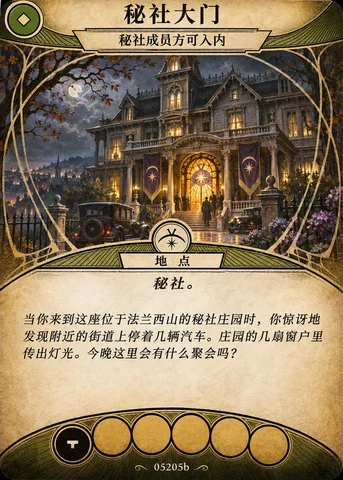 秘社大门
秘社成员方可入内
地 点
秘社。
当你来到这座位于法兰西山的秘社庄园时，你惊讶地
发现附近的街道上停着几辆汽车。庄园的几扇窗户里
传出灯光。今晚这里会有什么聚会吗？
05205b